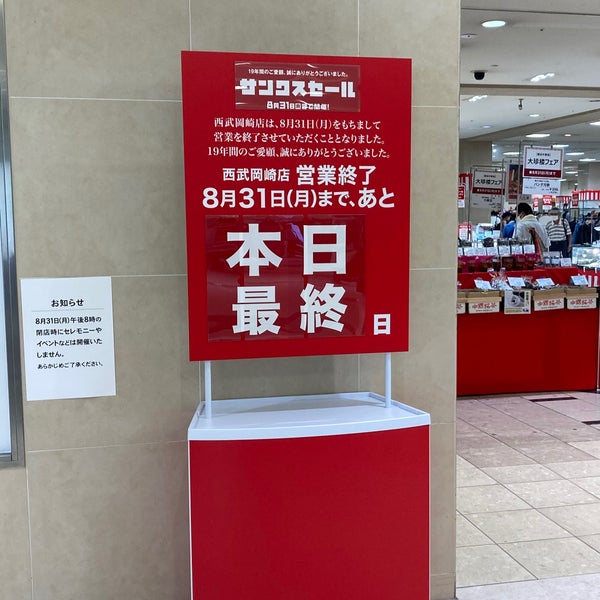 19年間のご愛顧、誠にありがとうございました。
サンクスセール
8月31日(月)まで開催!
西武岡崎店は、8月31日(月)をもちまして
営業を終了させていただくこととなりました。
19年間のご愛顧、誠にありがとうございました。
西武岡崎店 営業終了
8月31日(月)まで、あと
本日
最終日
お知らせ
8月31日(月)午後8時の
閉店時にセレモニーや
イベントなどは開催いた
しません。
あらかじめご了承ください。
大珍味フェア
大珍味フェア